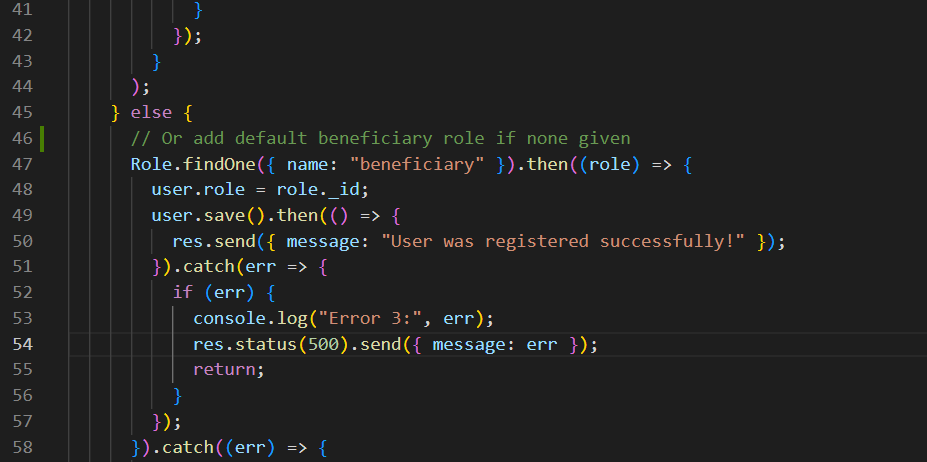 41 }
42 });
43 }
44 );
45 } else {
46 // Or add default beneficiary role if none given
47 Role.findOne({ name: "beneficiary" }).then((role) => {
48 user.role = role._id;
49 user.save().then(() => {
50 res.send({ message: "User was registered successfully!" });
51 }).catch(err => {
52 if (err) {
53 console.log("Error 3:", err);
54 res.status(500).send({ message: err });
55 return;
56 }
57 });
58 }).catch((err) => {